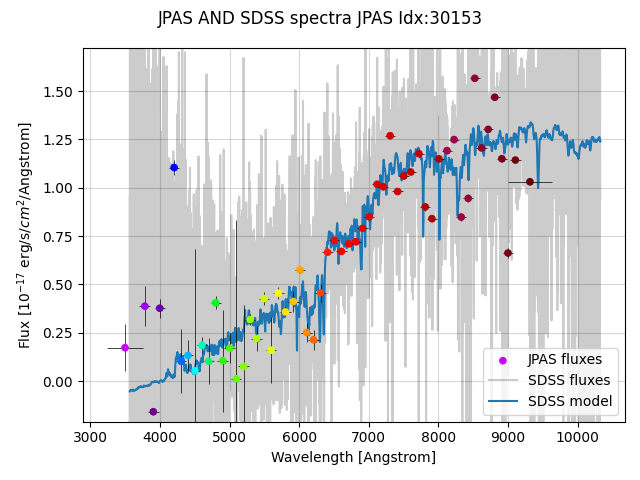 JPAS AND SDSS spectra JPAS Idx:30153
1.50
1.25
1.00
0.75
0.50
0.25
0.00
Flux [10⁻¹⁷ erg/s/cm²/Angstrom]
JPAS fluxes
SDSS fluxes
SDSS model
3000 4000 5000 6000 7000 8000 9000 10000
Wavelength [Angstrom]